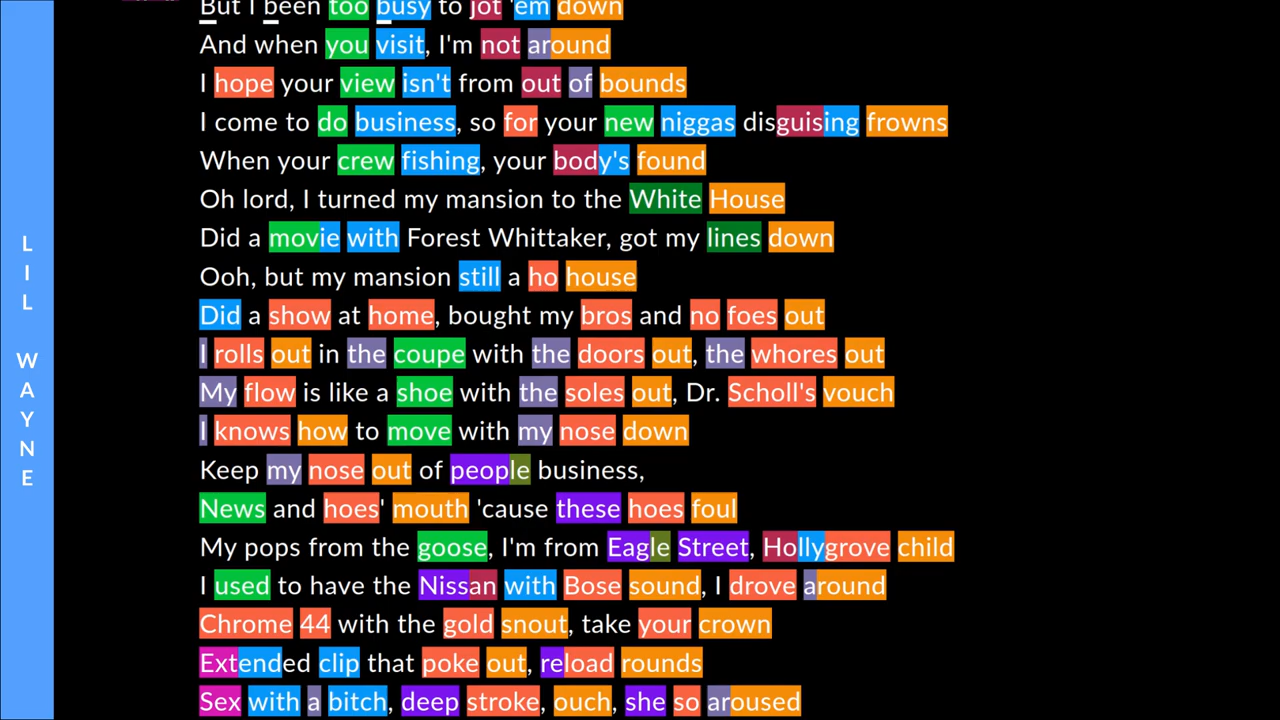 But I been too busy to jot 'em down
And when you visit, I'm not around
I hope your view isn't from out of bounds
I come to do business, so for your new niggas disguising frowns
When your crew fishing, your body's found
Oh lord, I turned my mansion to the White House
Did a movie with Forest Whittaker, got my lines down
Ooh, but my mansion still a ho house
Did a show at home, bought my bros and no foes out
I rolls out in the coupe with the doors out, the whores out
My flow is like a shoe with the soles out, Dr. Scholl's vouch
I knows how to move with my nose down
Keep my nose out of people business,
News and hoes' mouth 'cause these hoes foul
My pops from the goose, I'm from Eagle Street, Hollygrove child
I used to have the Nissan with Bose sound, I drove around
Chrome 44 with the gold snout, take your crown
Extended clip that poke out, reload rounds
Sex with a bitch, deep stroke, ouch, she so aroused
LIL WAYNE